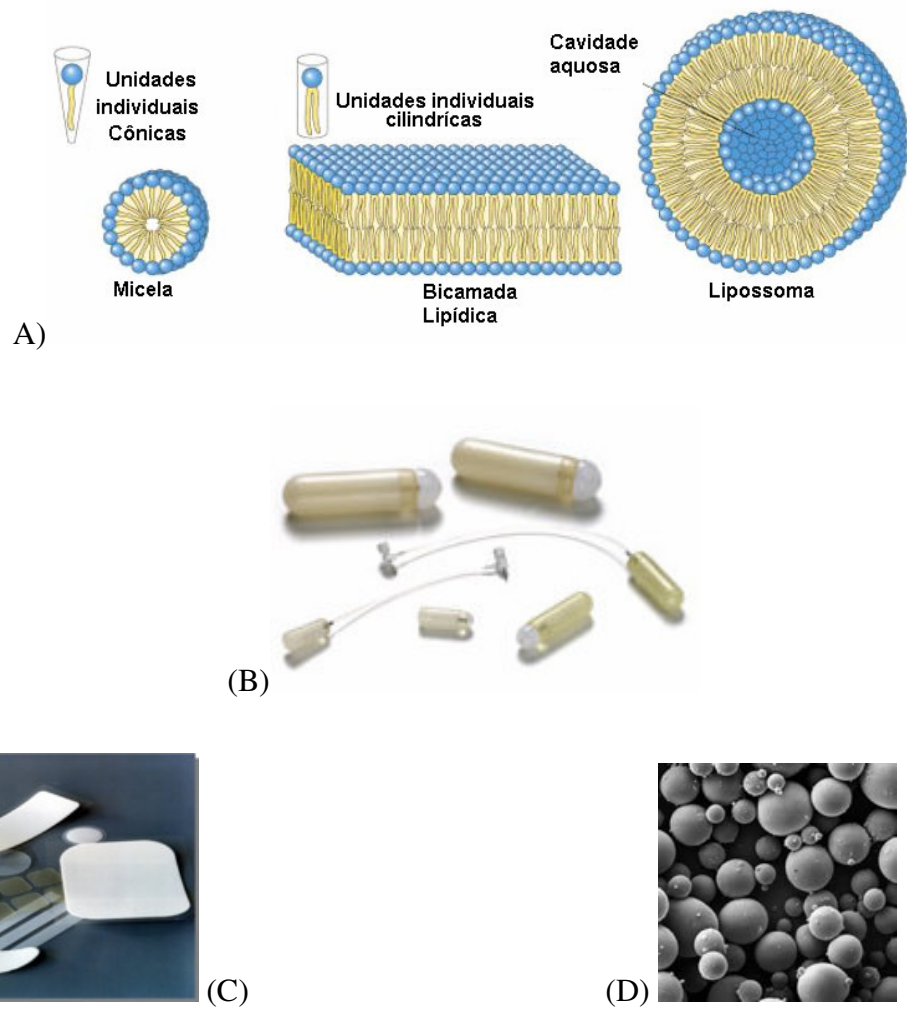 Unidades
individuais
Cônicas
Micela
Unidades individuais
cilindrícas
Bicamada
Lipídica
Cavidade
aquosa
Lipossoma
A)
(B)
(C)
(D)